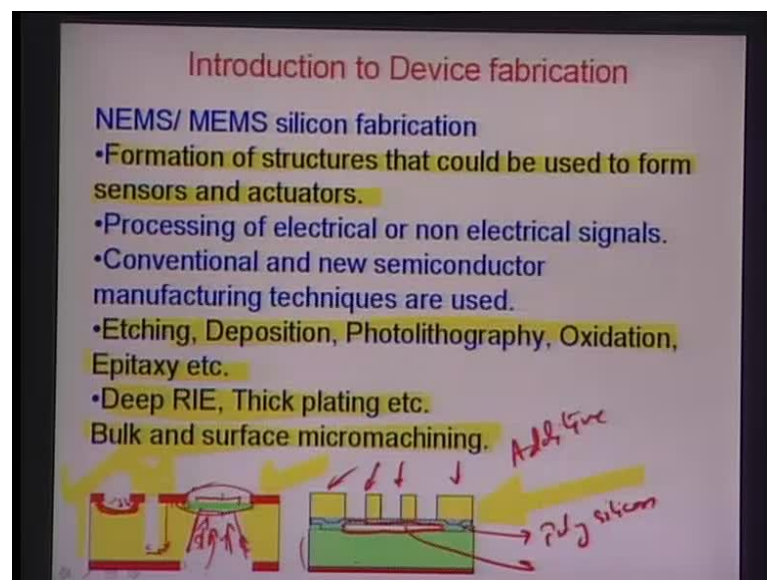 Introduction to Device fabrication
NEMS/ MEMS silicon fabrication
•Formation of structures that could be used to form
sensors and actuators.
•Processing of electrical or non electrical signals.
•Conventional and new semiconductor
manufacturing techniques are used.
•Etching, Deposition, Photolithography, Oxidation,
Epitaxy etc.
•Deep RIE, Thick plating etc.
Bulk and surface micromachining.
Additive
Poly silicon